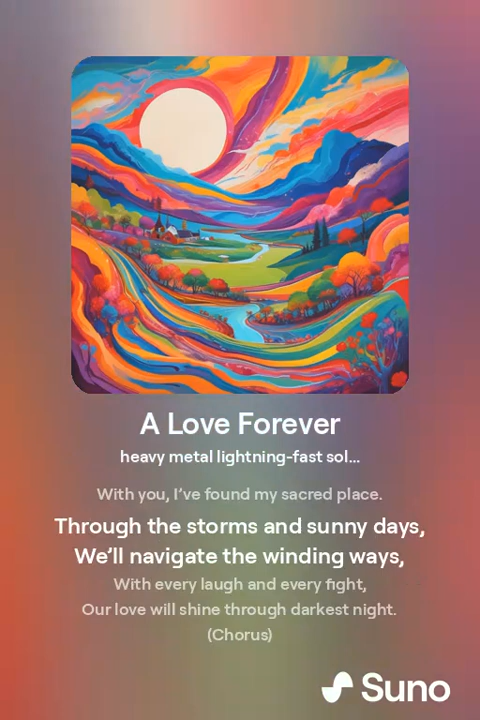 A Love Forever
heavy metal lightning-fast sol...
With you, I've found my sacred place.
Through the storms and sunny days,
We'll navigate the winding ways,
With every laugh and every fight,
Our love will shine through darkest night.
(Chorus)
Suno